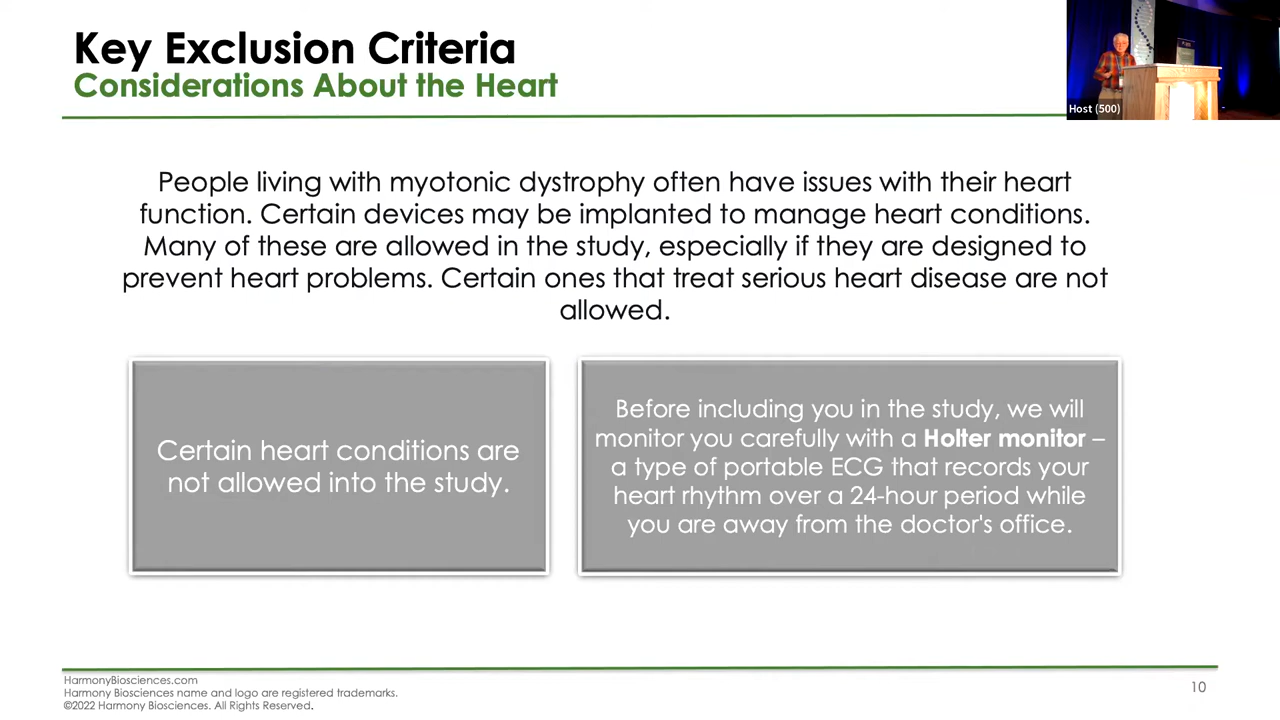 Key Exclusion Criteria
Considerations About the Heart
Host (500)
People living with myotonic dystrophy often have issues with their heart
function. Certain devices may be implanted to manage heart conditions.
Many of these are allowed in the study, especially if they are designed to
prevent heart problems. Certain ones that treat serious heart disease are not
allowed.
Certain heart conditions are
not allowed into the study.
Before including you in the study, we will
monitor you carefully with a Holter monitor –
a type of portable ECG that records your
heart rhythm over a 24-hour period while
you are away from the doctor's office.
HarmonyBiosciences.com
Harmony Biosciences name and logo are registered trademarks.
©2022 Harmony Biosciences. All Rights Reserved.
10